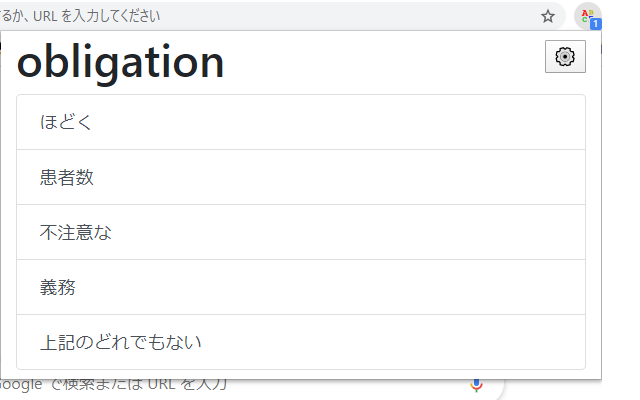 るか、URL を入力してください
1
obligation
ほどく
患者数
不注意な
義務
上記のどれでもない
Google で検索または URL を入力